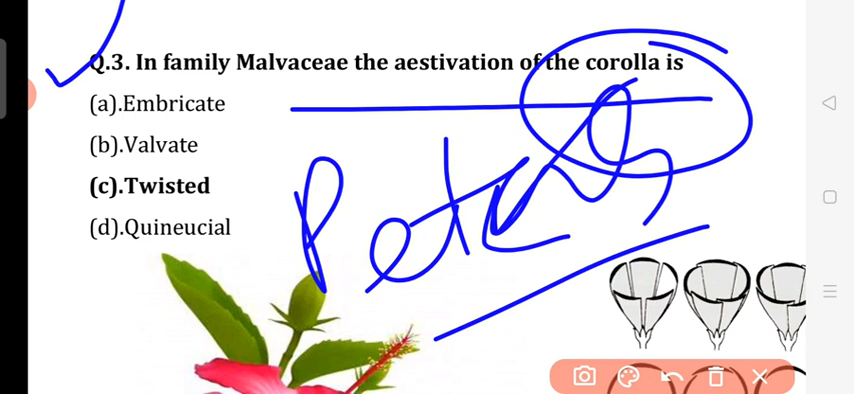 Q.3. In family Malvaceae the aestivation of the corolla is
(a).Embricate
(b).Valvate
(c).Twisted
(d).Quineucial
Petals